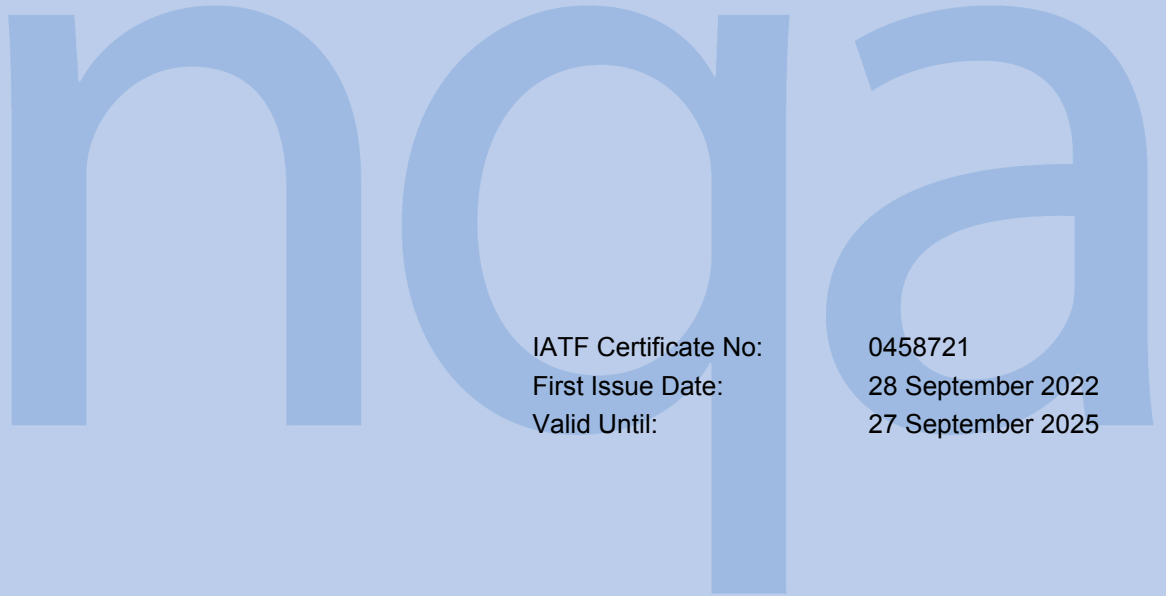 nqa
IATF Certificate No: 0458721
First Issue Date: 28 September 2022
Valid Until: 27 September 2025